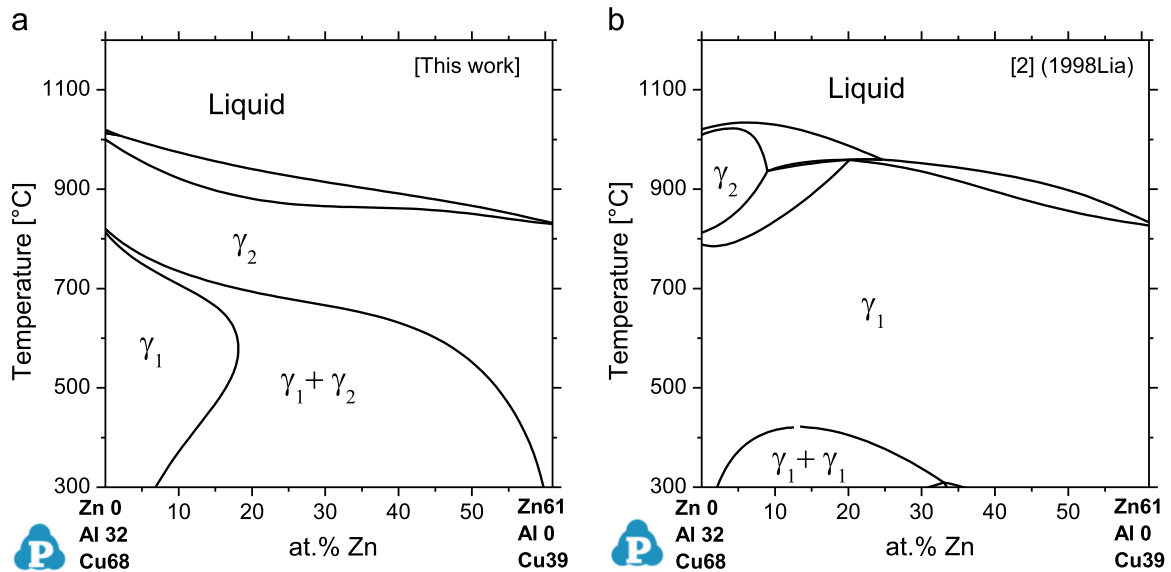 a
[This work]
Liquid
γ2
γ1
γ1+ γ2
1100
900
700
500
300
Temperature [°C]
10 20 30 40 50
at.% Zn
Zn 0
Al 32
Cu68
Zn61
Al 0
Cu39
P
b
[2] (1998Lia)
Liquid
γ2
γ1
γ1+ γ1
1100
900
700
500
300
Temperature [°C]
10 20 30 40 50
at.% Zn
Zn 0
Al 32
Cu68
Zn61
Al 0
Cu39
P